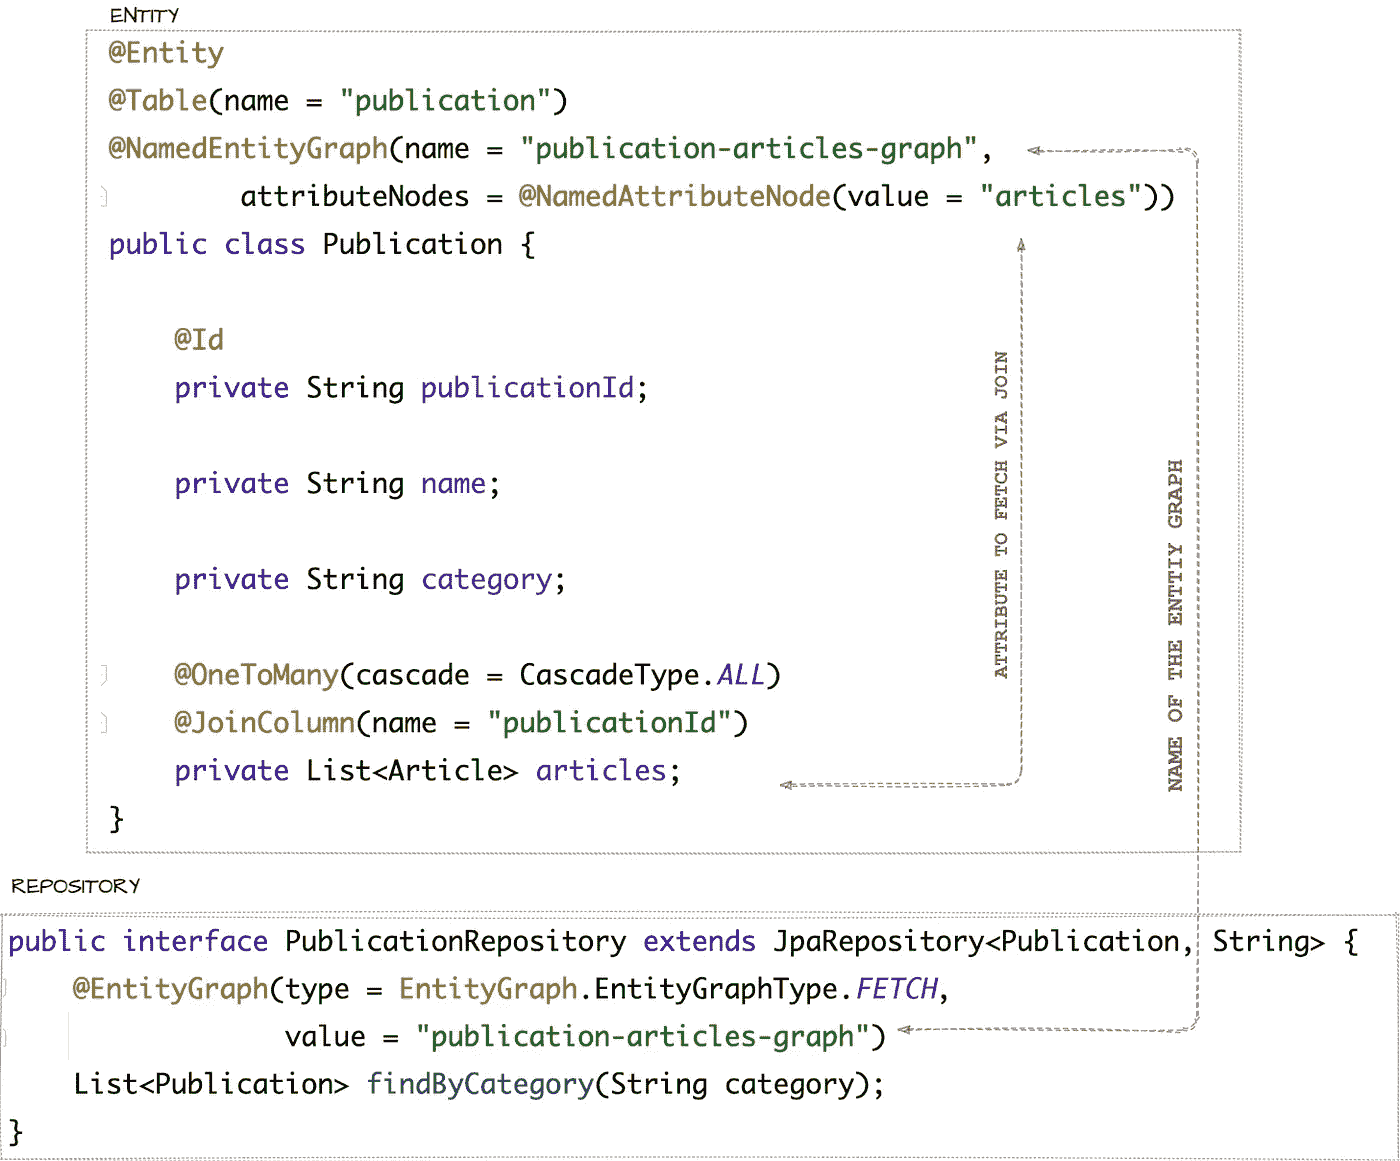 ENTITY
@Entity
@Table(name = "publication")
@NamedEntityGraph(name = "publication-articles-graph",
attributeNodes = @NamedAttributeNode(value = "articles"))
public class Publication {
@Id
private String publicationId;
private String name;
private String category;
@OneToMany(cascade = CascadeType.ALL)
@JoinColumn(name = "publicationId")
private List<Article> articles;
}
ATTRIBUTE TO FETCH VIA JOIN
NAME OF THE ENTTIY GRAPH
REPOSITORY
public interface PublicationRepository extends JpaRepository<Publication, String> {
@EntityGraph(type = EntityGraph.EntityGraphType.FETCH,
value = "publication-articles-graph")
List<Publication> findByCategory(String category);
}